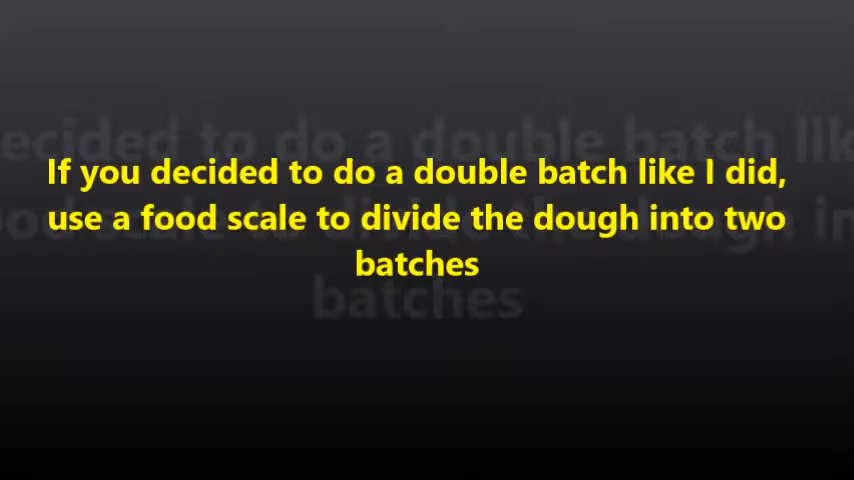 If you decided to do a double batch like I did,
use a food scale to divide the dough into two
batches